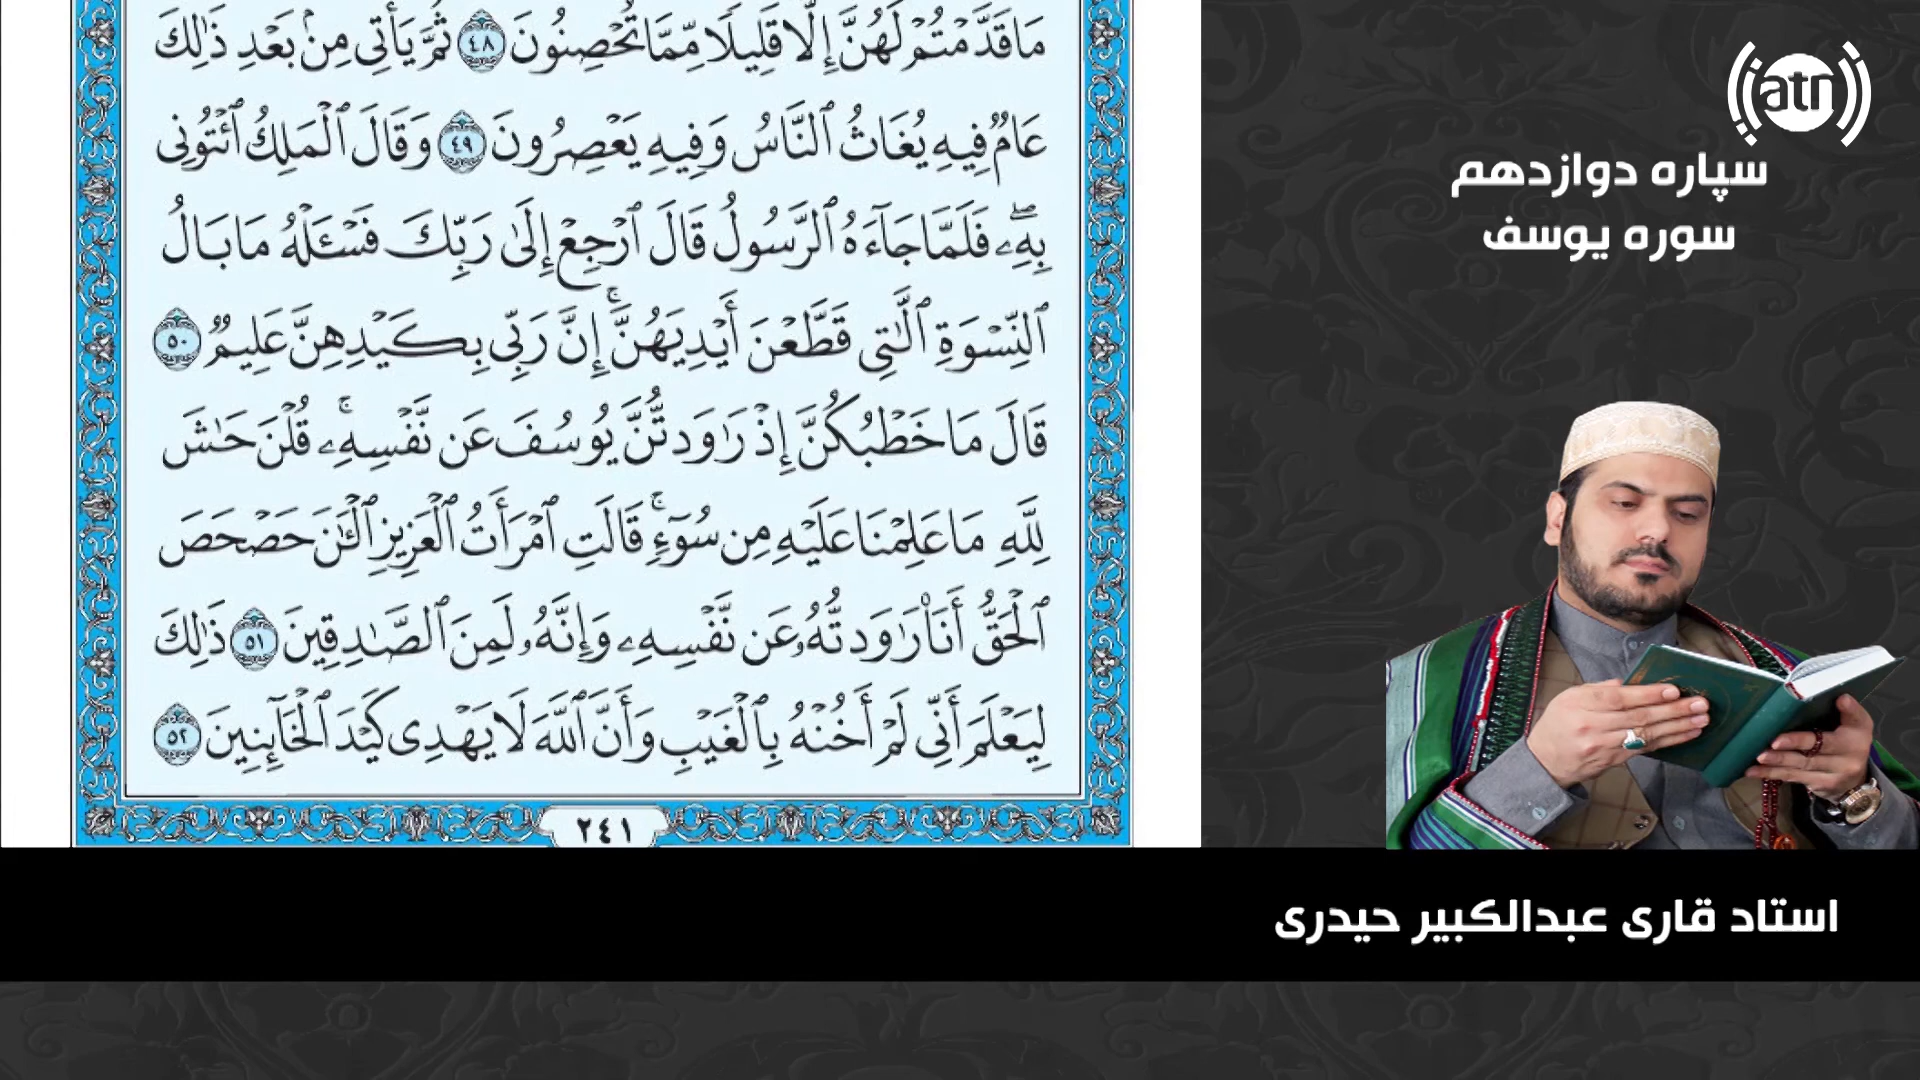 مَا قَدَّمْتُمْ لَهُنَّ إِلَّا قَلِيلًا مِّمَّا تُحْصِنُونَ ٤٨ ثُمَّ يَأْتِي مِنۢ بَعْدِ ذَٰلِكَ
عَامٌ فِيهِ يُغَاثُ ٱلنَّاسُ وَفِيهِ يَعْصِرُونَ ٤٩ وَقَالَ ٱلْمَلِكُ ٱئْتُونِى
بِهِۦ ۖ فَلَمَّا جَآءَهُ ٱلرَّسُولُ قَالَ ٱرْجِعْ إِلَىٰ رَبِّكَ فَسْـَٔلْهُ مَا بَالُ
ٱلنِّسْوَةِ ٱلَّٰتِى قَطَّعْنَ أَيْدِيَهُنَّ ۚ إِنَّ رَبِّى بِكَيْدِهِنَّ عَلِيمٌ ٥٠
قَالَ مَا خَطْبُكُنَّ إِذْ رَٰوَدتُّنَّ يُوسُفَ عَن نَّفْسِهِۦ ۚ قُلْنَ حَٰشَ
لِلَّهِ مَا عَلِمْنَا عَلَيْهِ مِن سُوٓءٍ ۚ قَالَتِ ٱمْرَأَتُ ٱلْعَزِيزِ ٱلْـَٰٔنَ حَصْحَصَ
ٱلْحَقُّ أَنَا۠ رَٰوَدتُّهُۥ عَن نَّفْسِهِۦ وَإِنَّهُۥ لَمِنَ ٱلصَّٰدِقِينَ ٥١ ذَٰلِكَ
لِيَعْلَمَ أَنِّى لَمْ أَخُنْهُ بِٱلْغَيْبِ وَأَنَّ ٱللَّهَ لَا يَهْدِى كَيْدَ ٱلْخَآئِنِينَ ٥٢
٢٤١
atr
سپاره دوازدهم
سوره یوسف
استاد قاری عبدالکبیر حیدری